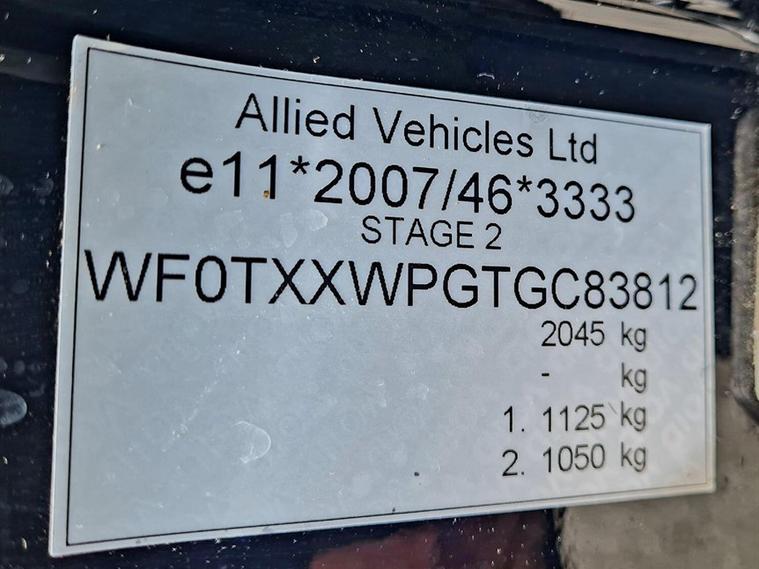 Allied Vehicles Ltd
e11*2007/46*3333
STAGE 2
WF0TXXWPGTGC83812
2045 kg
- kg
1. 1125 kg
2. 1050 kg